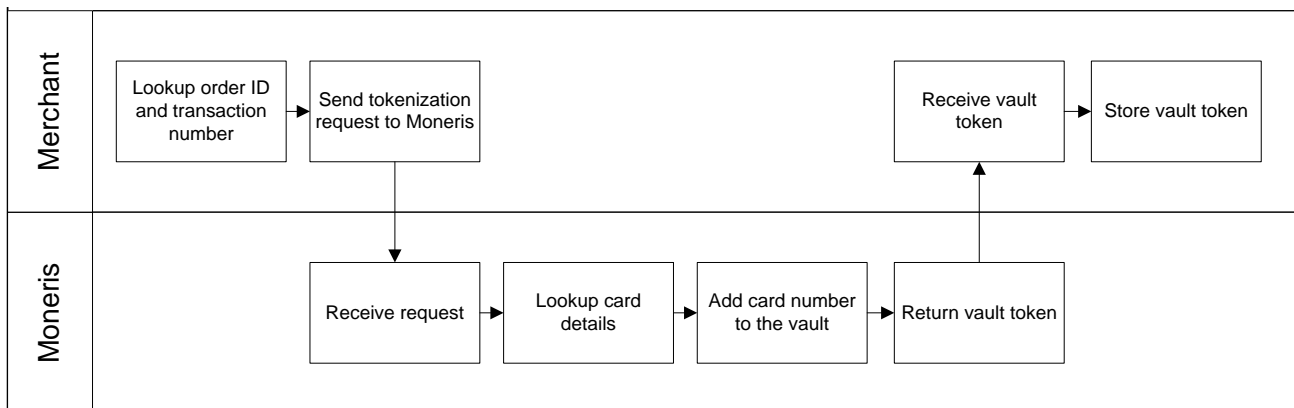 Merchant
Lookup order ID
and transaction
number
Send tokenization
request to Moneris
Receive vault
token
Store vault token
Moneris
Receive request
Lookup card
details
Add card number
to the vault
Return vault token